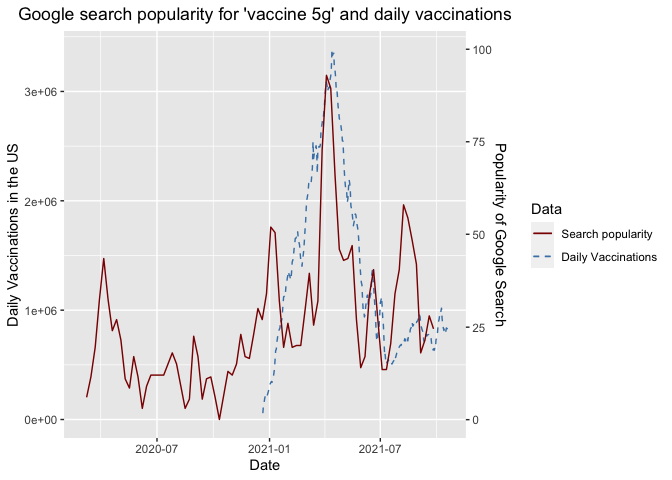 Google search popularity for 'vaccine 5g' and daily vaccinations
Daily Vaccinations in the US
3e+06
2e+06
1e+06
0e+00
100
75
50
25
0
Popularity of Google Search
2020-07
2021-01
2021-07
Date
Data
Search popularity
Daily Vaccinations